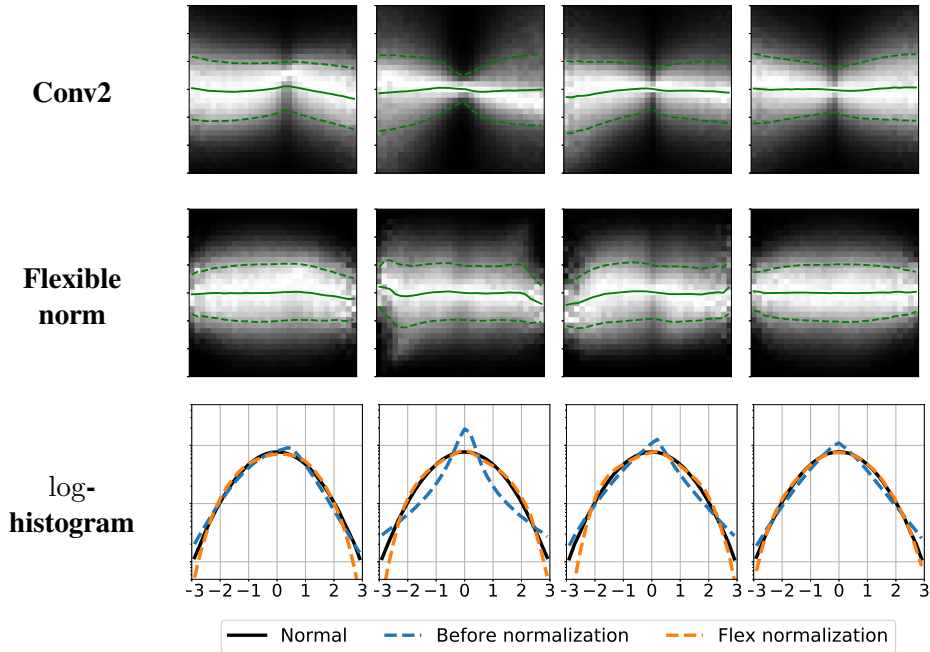 Conv2
Flexible
norm
log-
histogram
-3 -2 -1 0 1 2 3 -3 -2 -1 0 1 2 3 -3 -2 -1 0 1 2 3 -3 -2 -1 0 1 2 3
Normal Before normalization Flex normalization